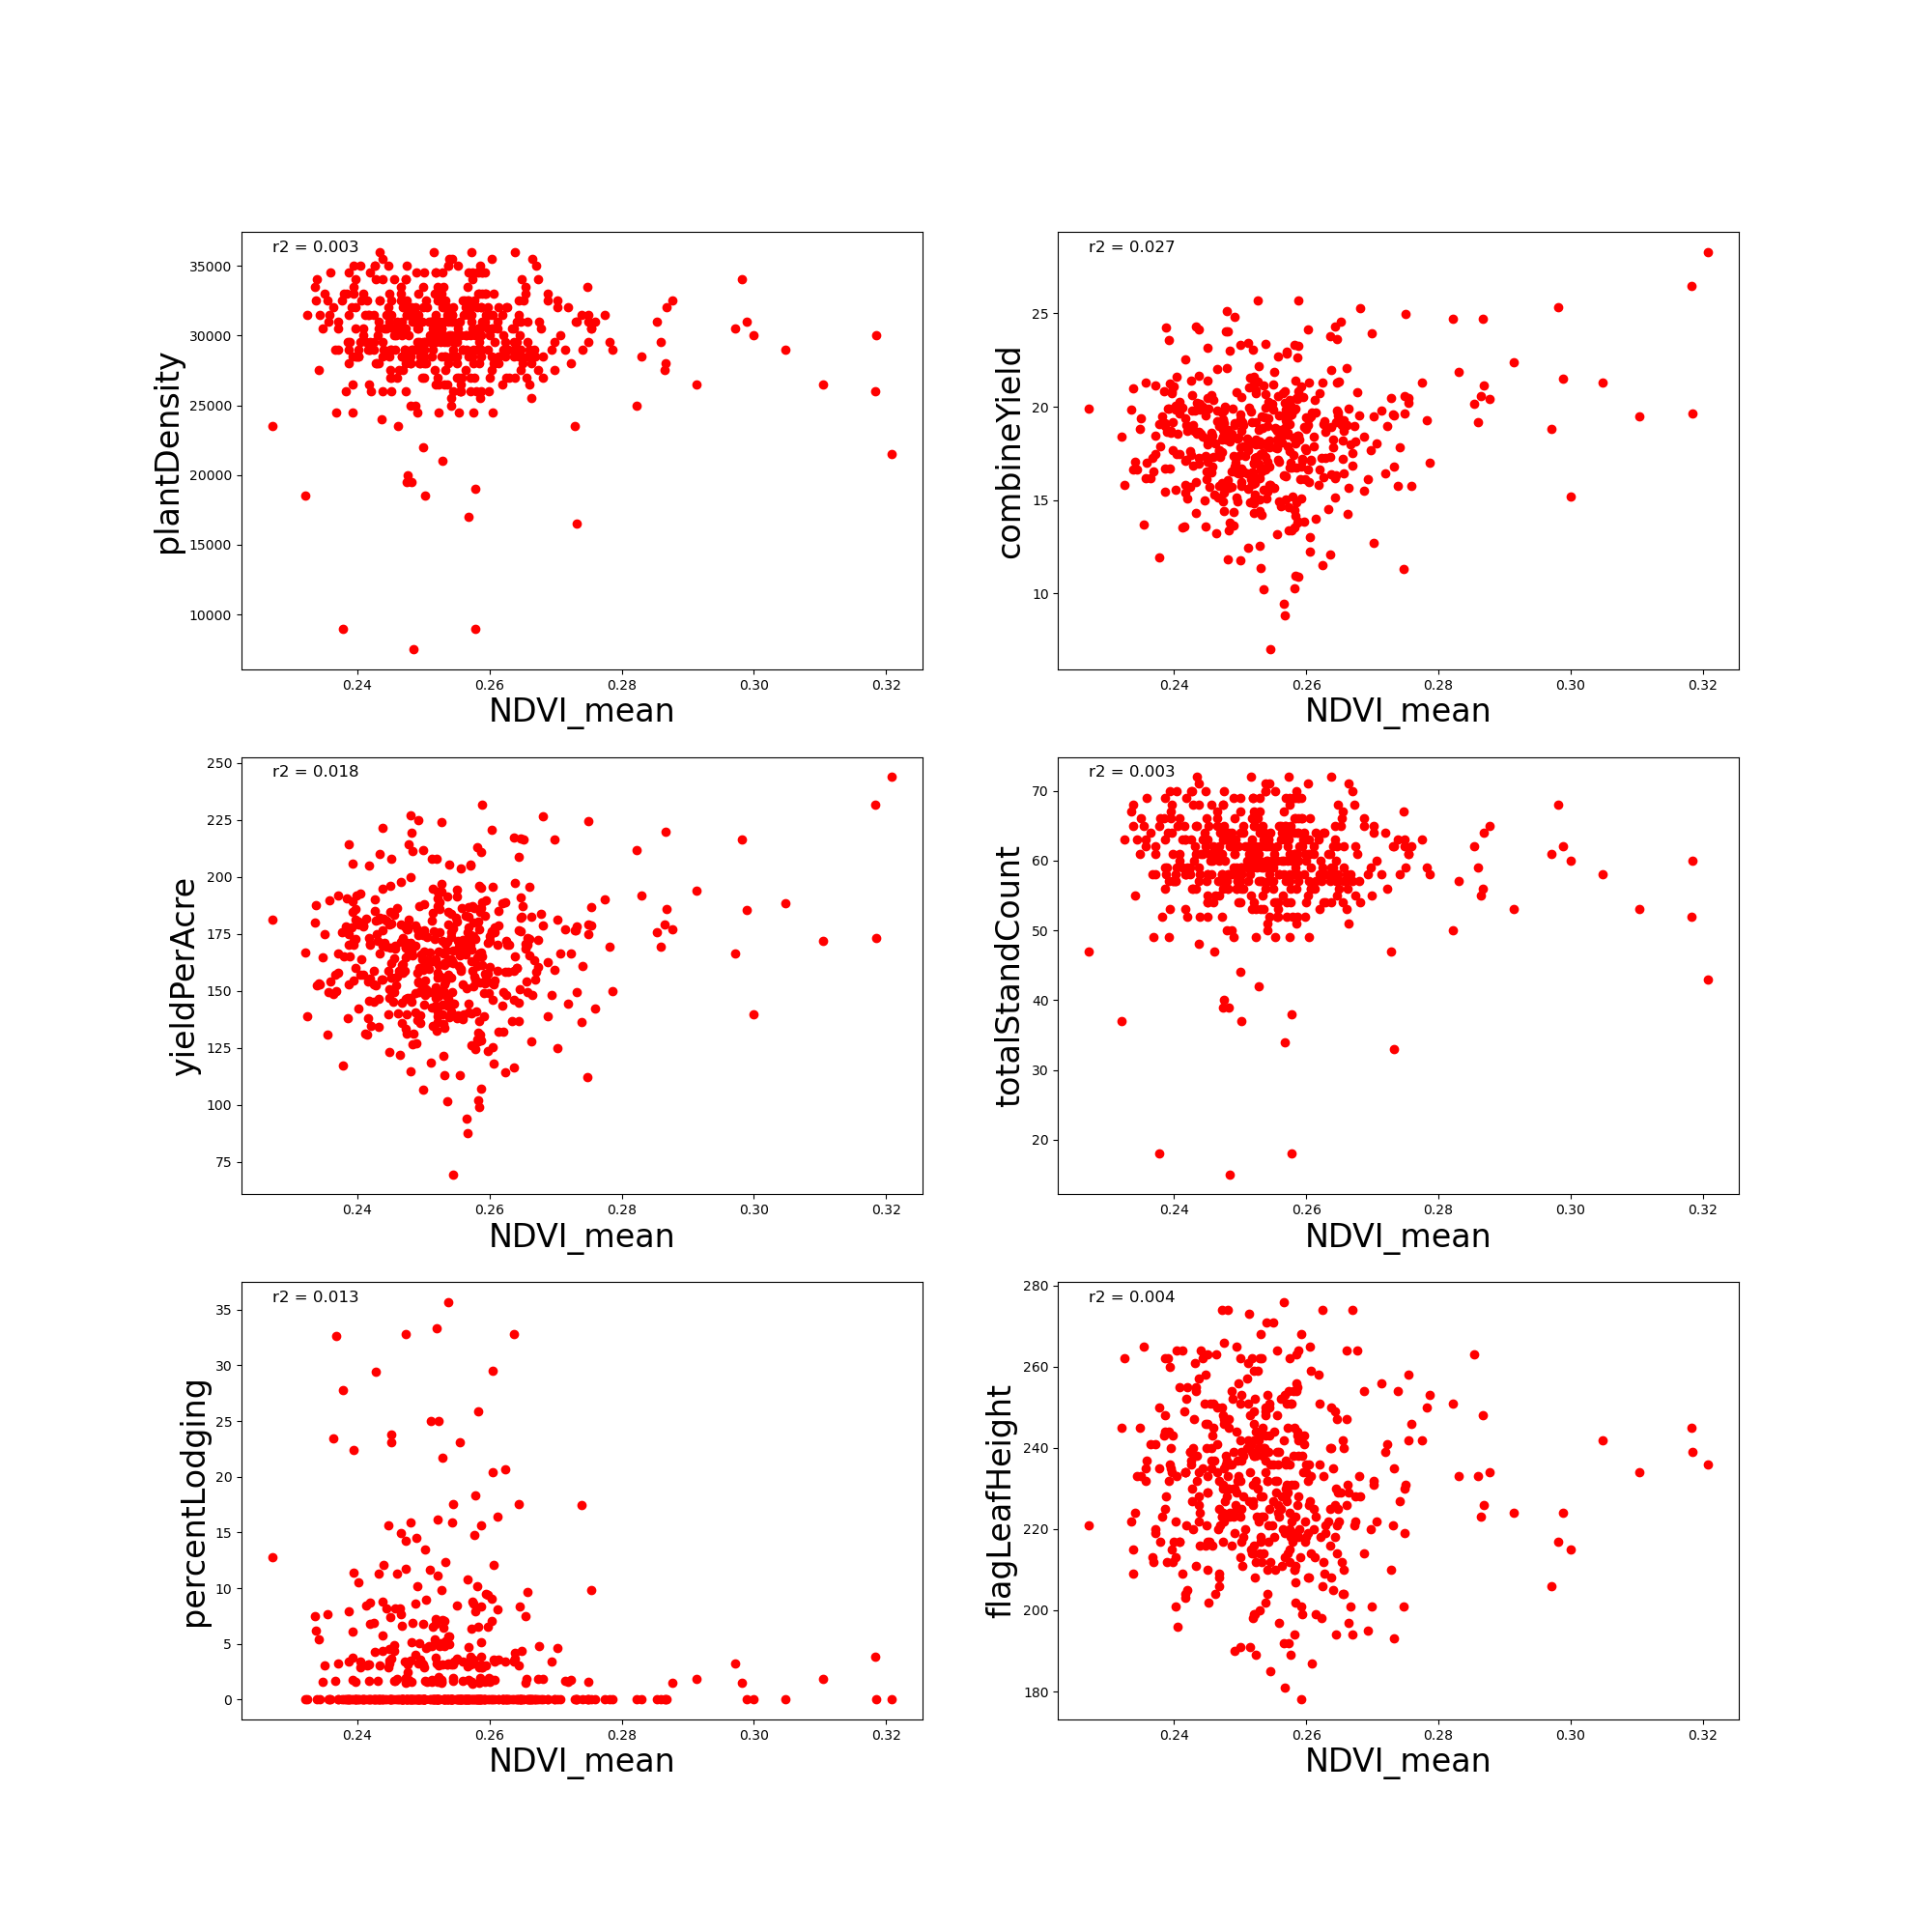 r2 = 0.003
plantDensity
35000
30000
25000
20000
15000
10000
0.24 0.26 0.28 0.30 0.32
NDVI_mean
r2 = 0.027
combineYield
25
20
15
10
0.24 0.26 0.28 0.30 0.32
NDVI_mean
r2 = 0.018
yieldPerAcre
250
225
200
175
150
125
100
75
0.24 0.26 0.28 0.30 0.32
NDVI_mean
r2 = 0.003
totalStandCount
70
60
50
40
30
20
0.24 0.26 0.28 0.30 0.32
NDVI_mean
r2 = 0.013
percentLodging
35
30
25
20
15
10
5
0
0.24 0.26 0.28 0.30 0.32
NDVI_mean
r2 = 0.004
flagLeafHeight
280
260
240
220
200
180
0.24 0.26 0.28 0.30 0.32
NDVI_mean